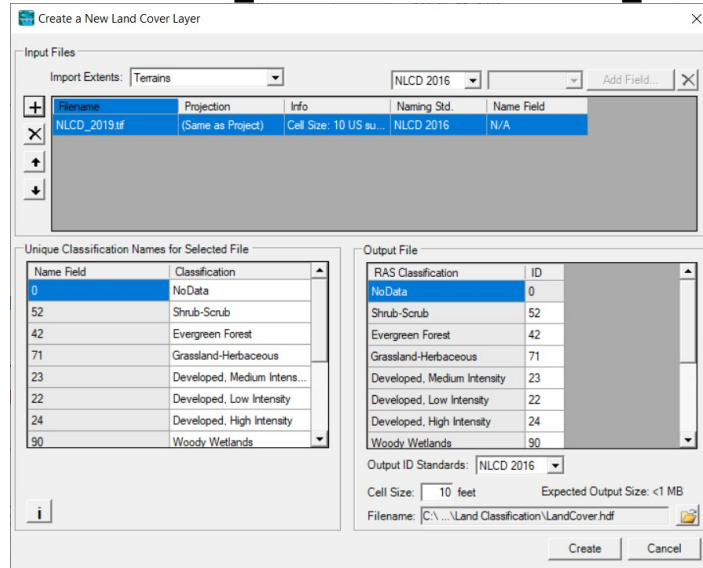 Create a New Land Cover Layer
Input Files
Import Extents: Terrains NLCD 2016 Add Field...
Filename Projection Info Naming Std. Name Field
NLCD_2019.tif (Same as Project) Cell Size: 10 US su... NLCD 2016 N/A
Unique Classification Names for Selected File
Name Field Classification
0 NoData
52 Shrub-Scrub
42 Evergreen Forest
71 Grassland-Herbaceous
23 Developed, Medium Intens...
22 Developed, Low Intensity
24 Developed, High Intensity
90 Woody Wetlands
i
Output File
RAS Classification ID
NoData 0
Shrub-Scrub 52
Evergreen Forest 42
Grassland-Herbaceous 71
Developed, Medium Intensity 23
Developed, Low Intensity 22
Developed, High Intensity 24
Woody Wetlands 90
Output ID Standards: NLCD 2016
Cell Size: 10 feet Expected Output Size: <1 MB
Filename: C:\ ...\Land Classification\LandCover.hdf
Create Cancel